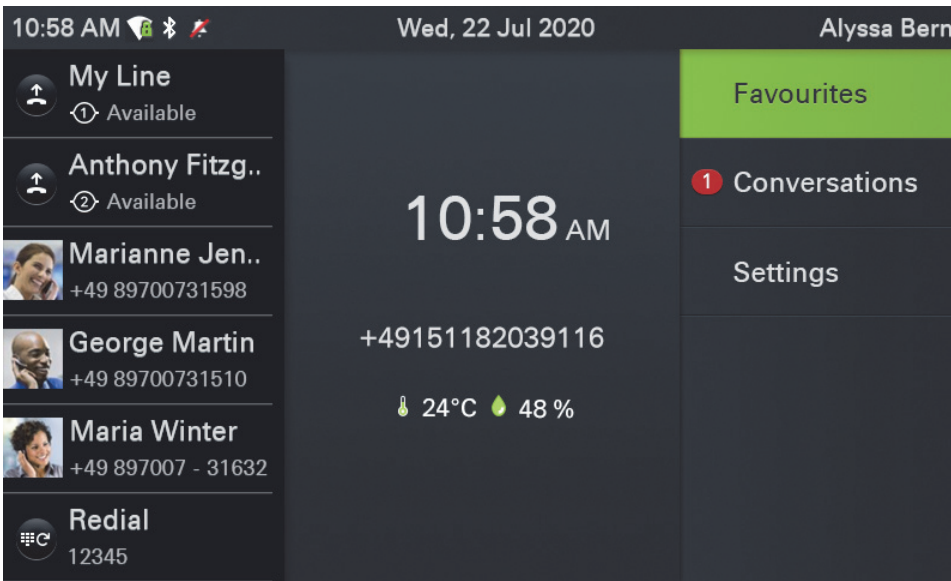 10:58 AM
Wed, 22 Jul 2020
Alyssa Bern
My Line
1 Available
Anthony Fitzg..
2 Available
Marianne Jen..
+49 89700731598
George Martin
+49 89700731510
Maria Winter
+49 897007 - 31632
Redial
12345
10:58 AM
+49151182039116
24°C 48 %
Favourites
1 Conversations
Settings